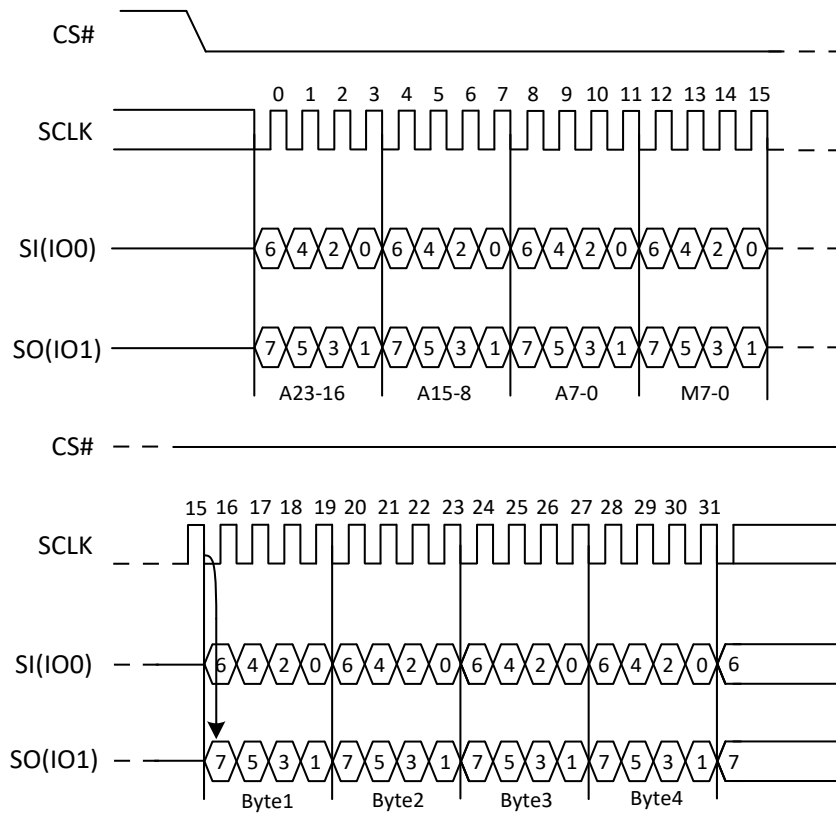 CS#
0 1 2 3 4 5 6 7 8 9 10 11 12 13 14 15
SCLK
SI(IO0) 6 4 2 0 6 4 2 0 6 4 2 0 6 4 2 0
SO(IO1) 7 5 3 1 7 5 3 1 7 5 3 1 7 5 3 1
A23-16 A15-8 A7-0 M7-0
CS#
15 16 17 18 19 20 21 22 23 24 25 26 27 28 29 30 31
SCLK
SI(IO0) 6 4 2 0 6 4 2 0 6 4 2 0 6 4 2 0 6
SO(IO1) 7 5 3 1 7 5 3 1 7 5 3 1 7 5 3 1 7
Byte1 Byte2 Byte3 Byte4